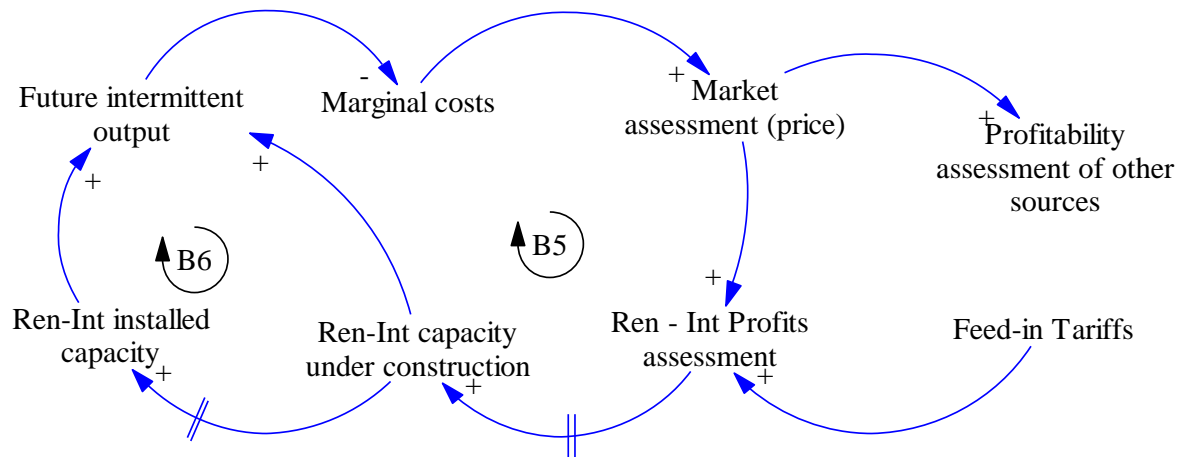 Future intermittent
output
-
Marginal costs
+
Market
assessment (price)
+
Profitability
assessment of other
sources
+
+
B6
B5
+
Ren-Int installed
capacity
+
Ren-Int capacity
under construction
+
Ren - Int Profits
assessment
+
Feed-in Tariffs